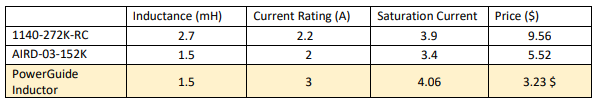 Inductance (mH) Current Rating (A) Saturation Current Price ($)
1140-272K-RC 2.7 2.2 3.9 9.56
AIRD-03-152K 1.5 2 3.4 5.52
PowerGuide
Inductor 1.5 3 4.06 3.23 $